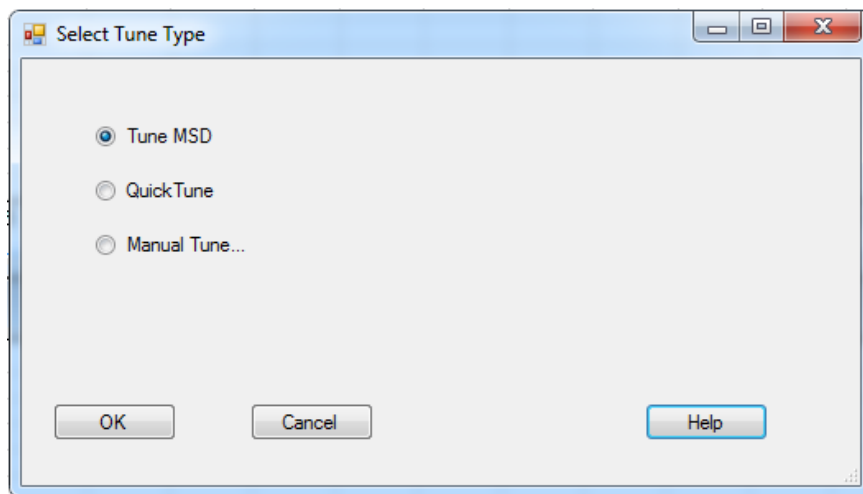 Select Tune Type
Tune MSD
QuickTune
Manual Tune...
OK
Cancel
Help